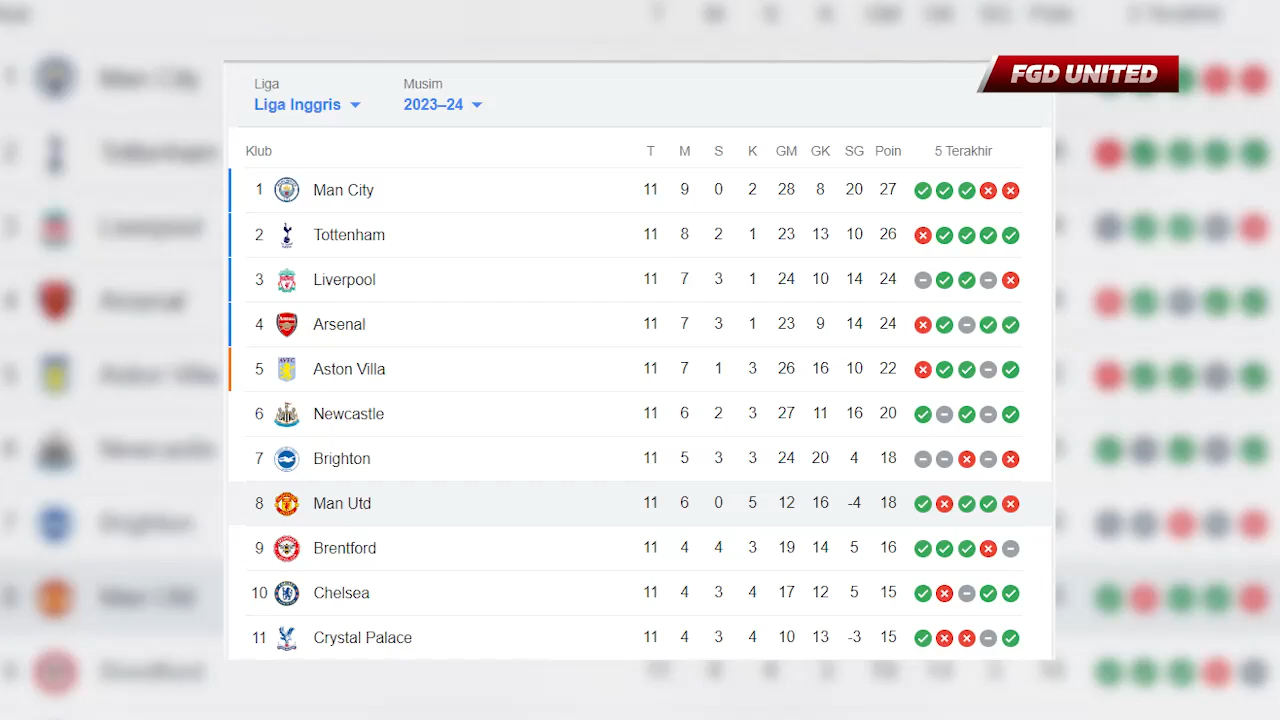 FGD UNITED
Liga Musim
Liga Inggris 2023–24
Klub T M S K GM GK SG Poin 5 Terakhir
1 Man City 11 9 0 2 28 8 20 27
2 Tottenham 11 8 2 1 23 13 10 26
3 Liverpool 11 7 3 1 24 10 14 24
4 Arsenal 11 7 3 1 23 9 14 24
5 Aston Villa 11 7 1 3 26 16 10 22
6 Newcastle 11 6 2 3 27 11 16 20
7 Brighton 11 5 3 3 24 20 4 18
8 Man Utd 11 6 0 5 12 16 -4 18
9 Brentford 11 4 4 3 19 14 5 16
10 Chelsea 11 4 3 4 17 12 5 15
11 Crystal Palace 11 4 3 4 10 13 -3 15